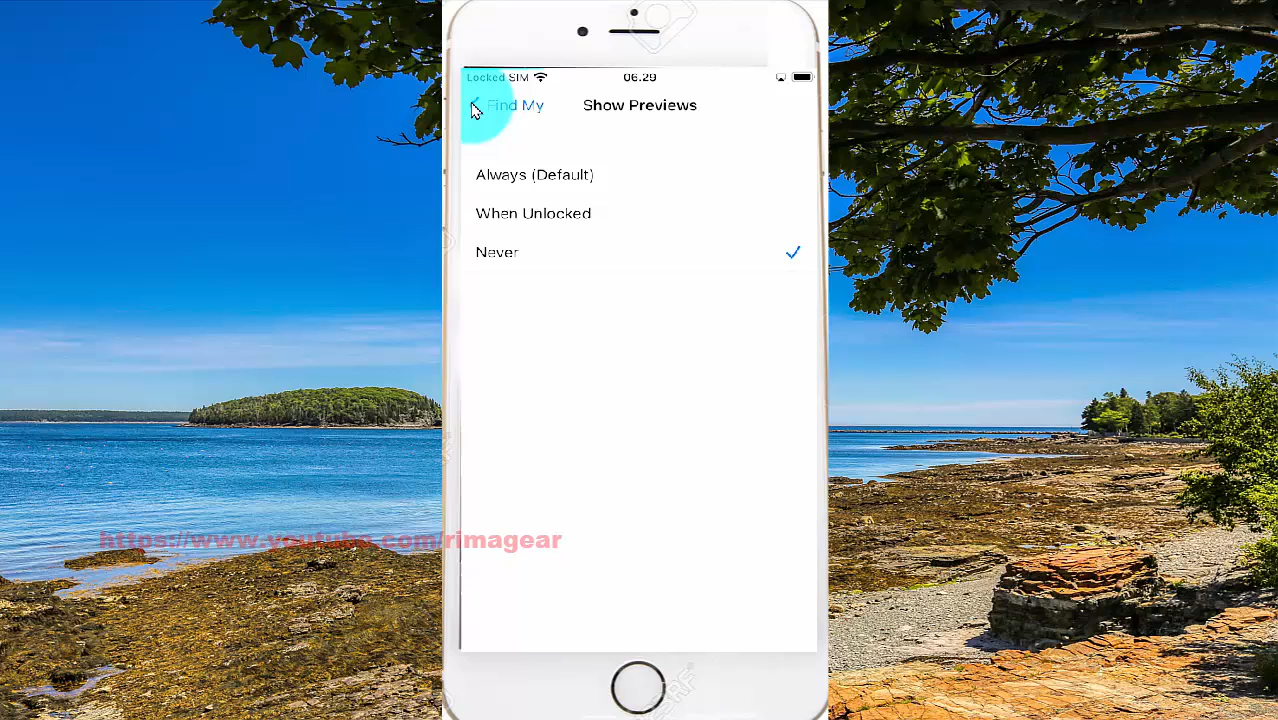 Locked SIM 06.29
Find My Show Previews
Always (Default)
When Unlocked
Never
https://www.youtube.com/rimagear